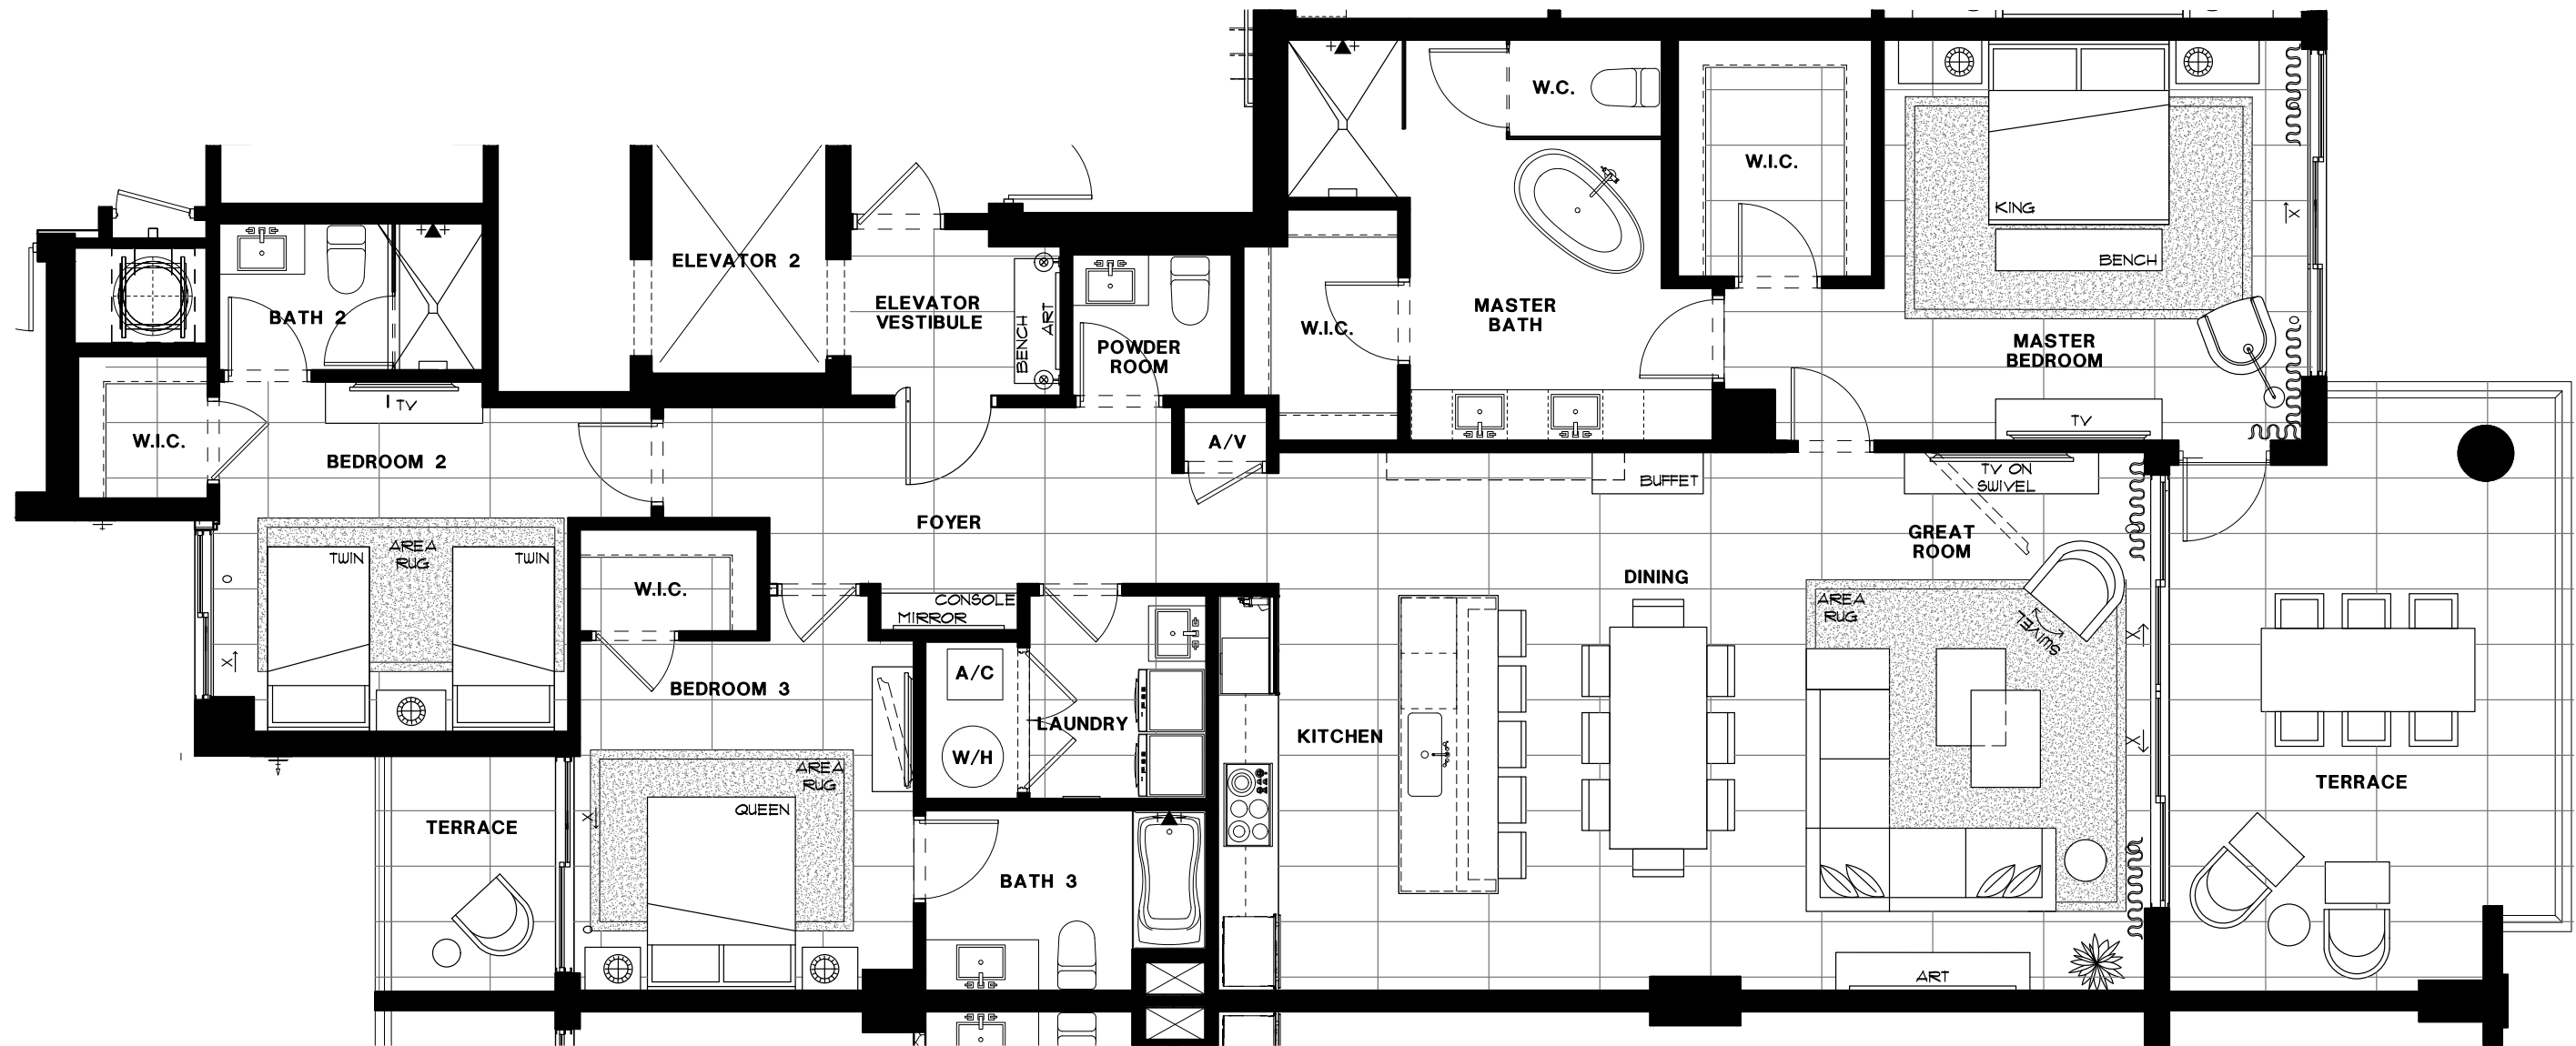 W.C.
W.I.C.
KING
BENCH
MASTER
BEDROOM
TV
ELEVATOR 2
ELEVATOR
VESTIBULE
BENCH
ART
POWDER
ROOM
W.I.C.
MASTER
BATH
BATH 2
TV
W.I.C.
BEDROOM 2
A/V
BUFFET
TV ON
SWIVEL
FOYER
GREAT
ROOM
DINING
TWIN
AREA
RUG
TWIN
O
X
W.I.C.
CONSOLE
MIRROR
AREA
RUG
SWIVEL
X
X
X
BEDROOM 3
A/C
LAUNDRY
W/H
KITCHEN
TERRACE
AREA
RUG
QUEEN
X
O
TERRACE
BATH 3
ART